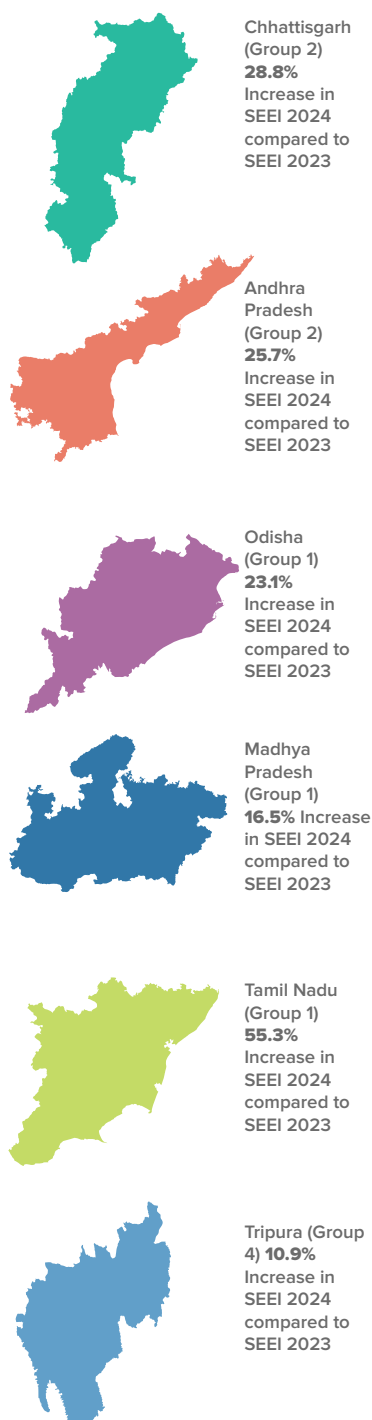 Chhattisgarh
(Group 2)
28.8%
Increase in
SEEI 2024
compared to
SEEI 2023
Andhra
Pradesh
(Group 2)
25.7%
Increase in
SEEI 2024
compared to
SEEI 2023
Odisha
(Group 1)
23.1%
Increase in
SEEI 2024
compared to
SEEI 2023
Madhya
Pradesh
(Group 1)
16.5% Increase
in SEEI 2024
compared to
SEEI 2023
Tamil Nadu
(Group 1)
55.3%
Increase in
SEEI 2024
compared to
SEEI 2023
Tripura (Group
4) 10.9%
Increase in
SEEI 2024
compared to
SEEI 2023